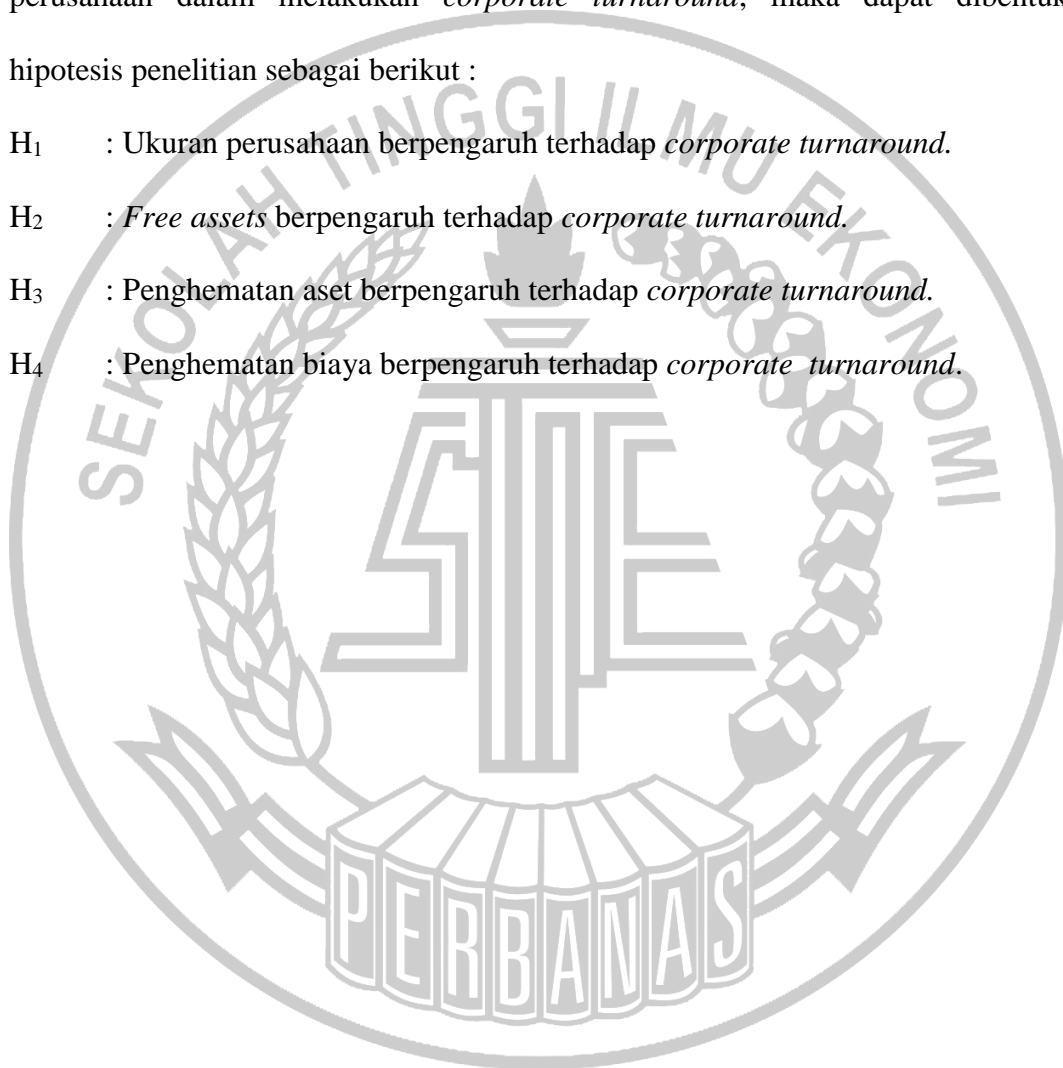 perusahaan dalam melakukan corporate turnaround, maka dapat dibentuk
hipotesis penelitian sebagai berikut :
H₁ : Ukuran perusahaan berpengaruh terhadap corporate turnaround.
H₂ : Free assets berpengaruh terhadap corporate turnaround.
H₃ : Penghematan aset berpengaruh terhadap corporate turnaround.
H₄ : Penghematan biaya berpengaruh terhadap corporate turnaround.
SEKOLAH TINGGI ILMU EKONOMI
STIE
PERBANAS